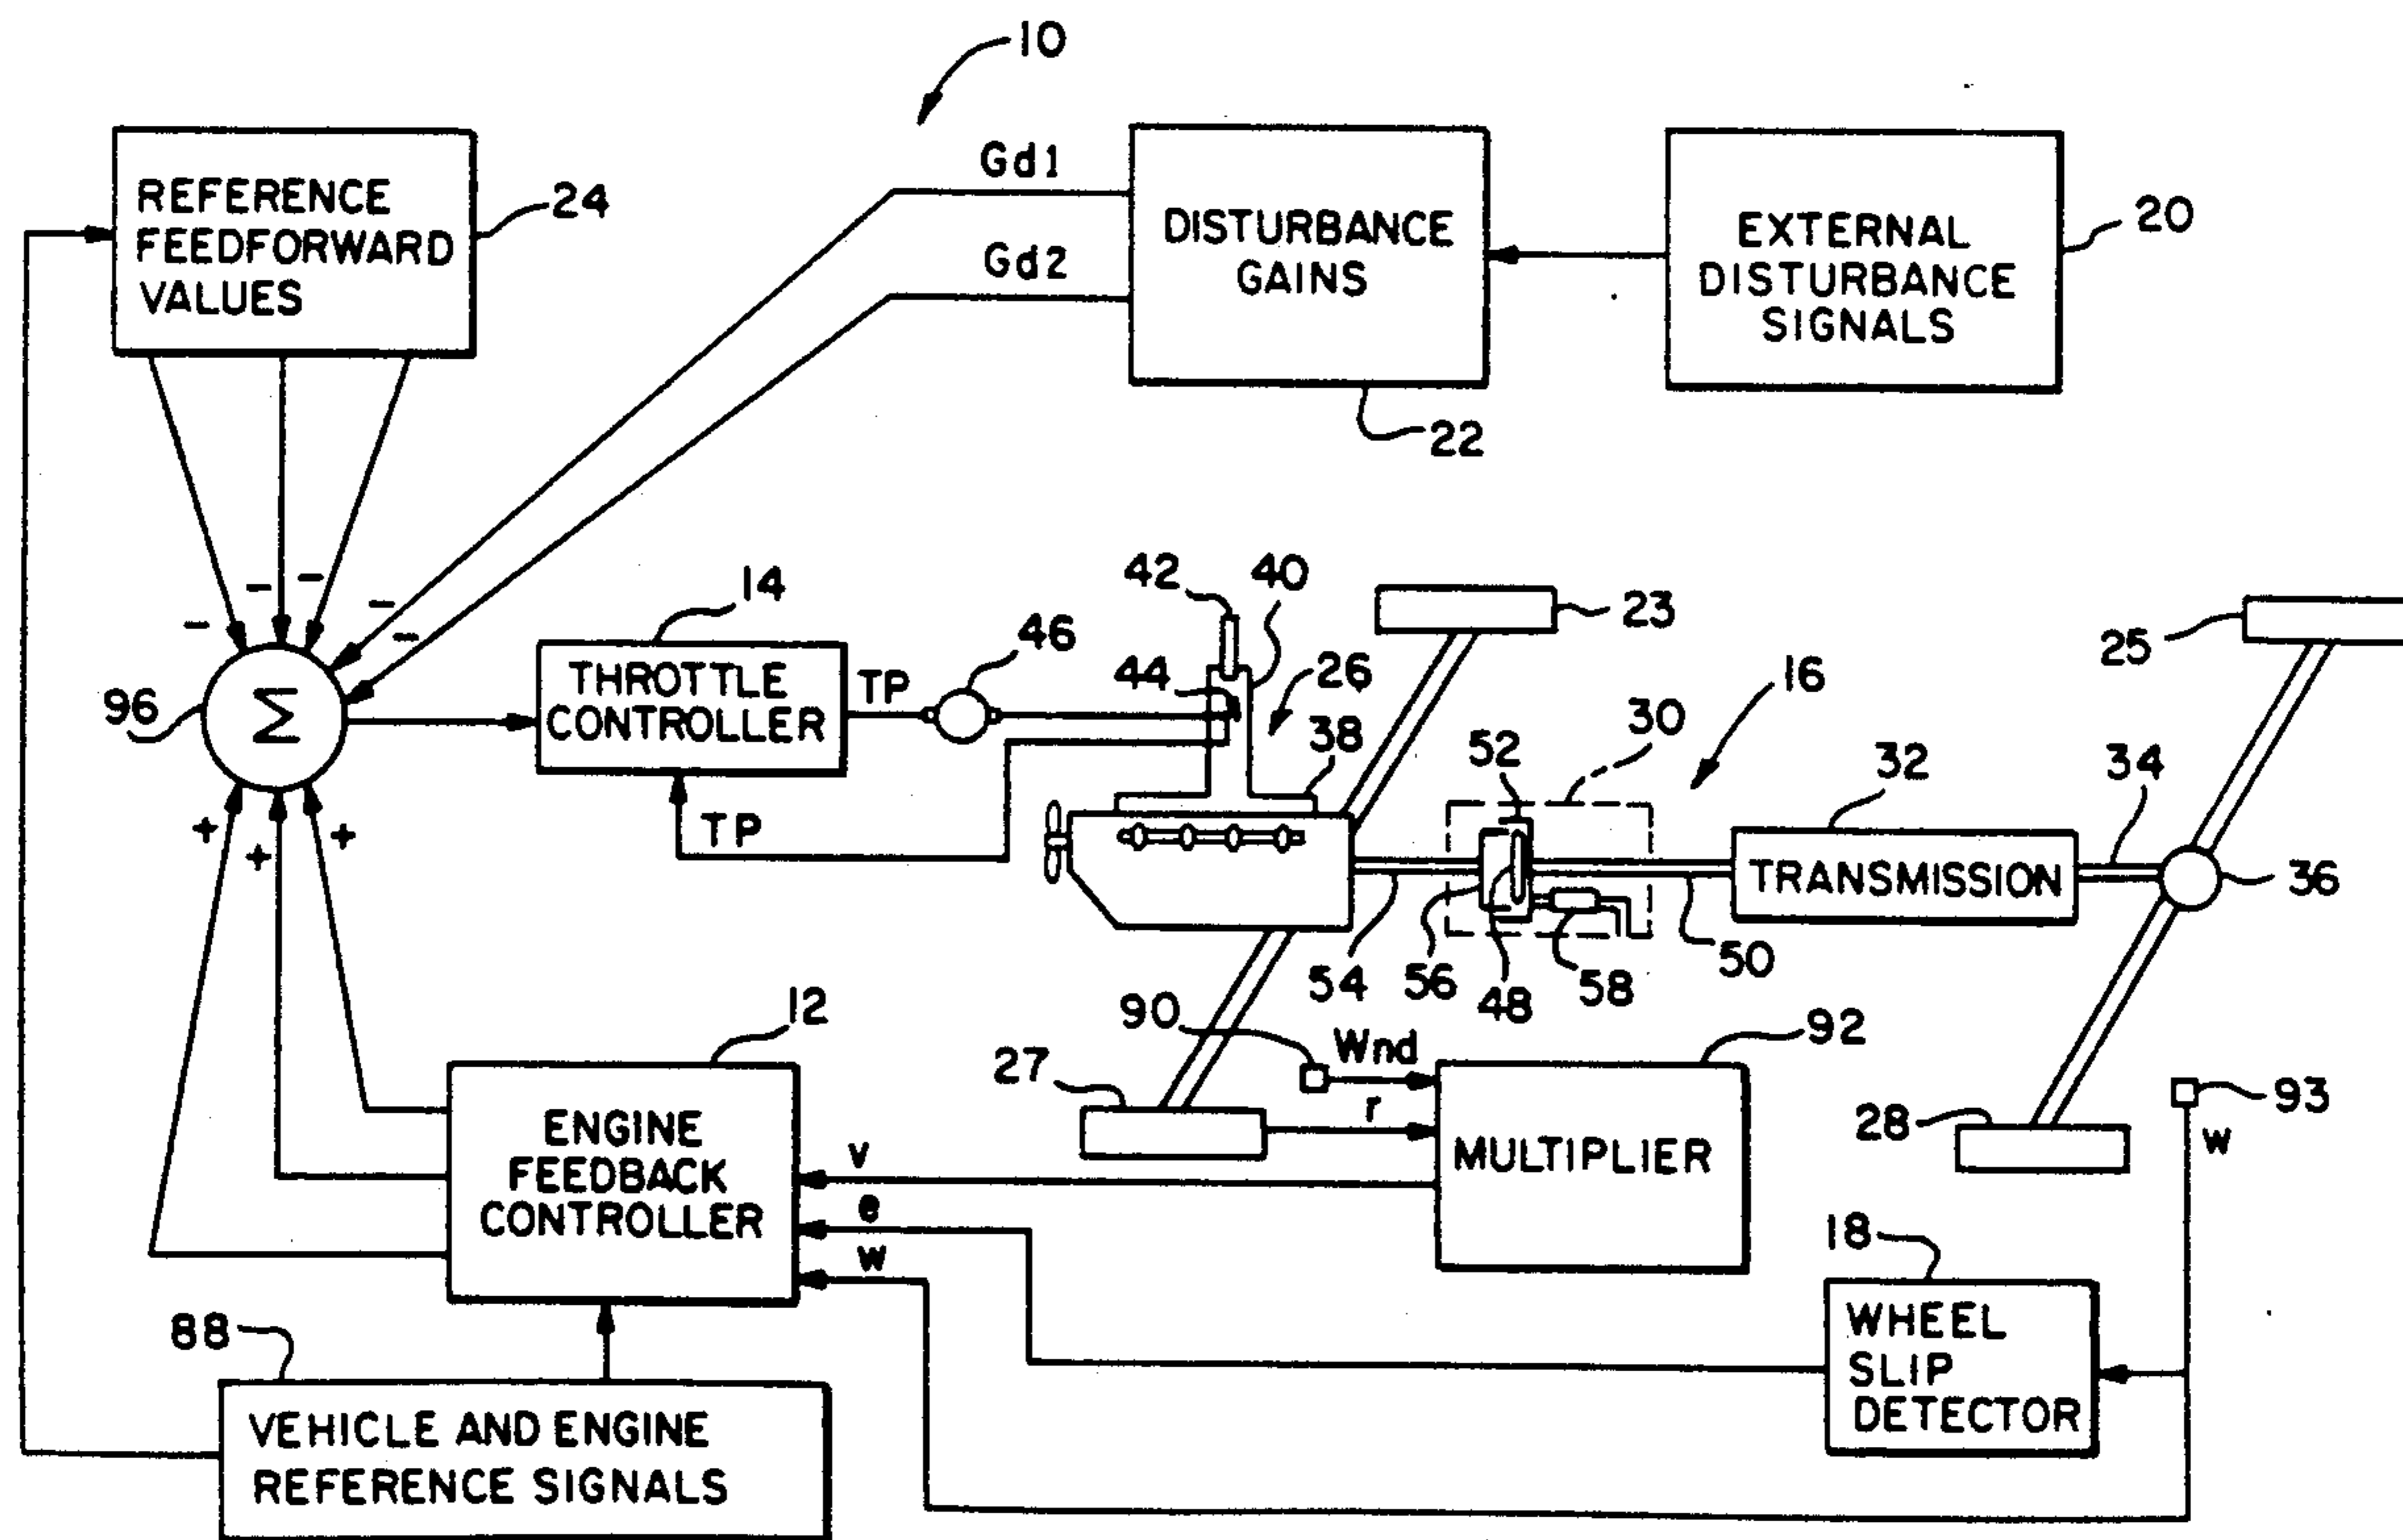 10
REFERENCE
FEEDFORWARD
VALUES
24
Gd1
Gd2
DISTURBANCE
GAINS
22
EXTERNAL
DISTURBANCE
SIGNALS
20
-
-
-
-
-
96
Σ
14
THROTTLE
CONTROLLER
TP
46
TP
42
40
44
26
38
23
16
30
52
32
34
25
TRANSMISSION
36
54
56
48
58
50
+
+
+
12
ENGINE
FEEDBACK
CONTROLLER
27
90
Wnd
r
92
MULTIPLIER
v
e
w
28
93
w
18
WHEEL
SLIP
DETECTOR
88
VEHICLE AND ENGINE
REFERENCE SIGNALS